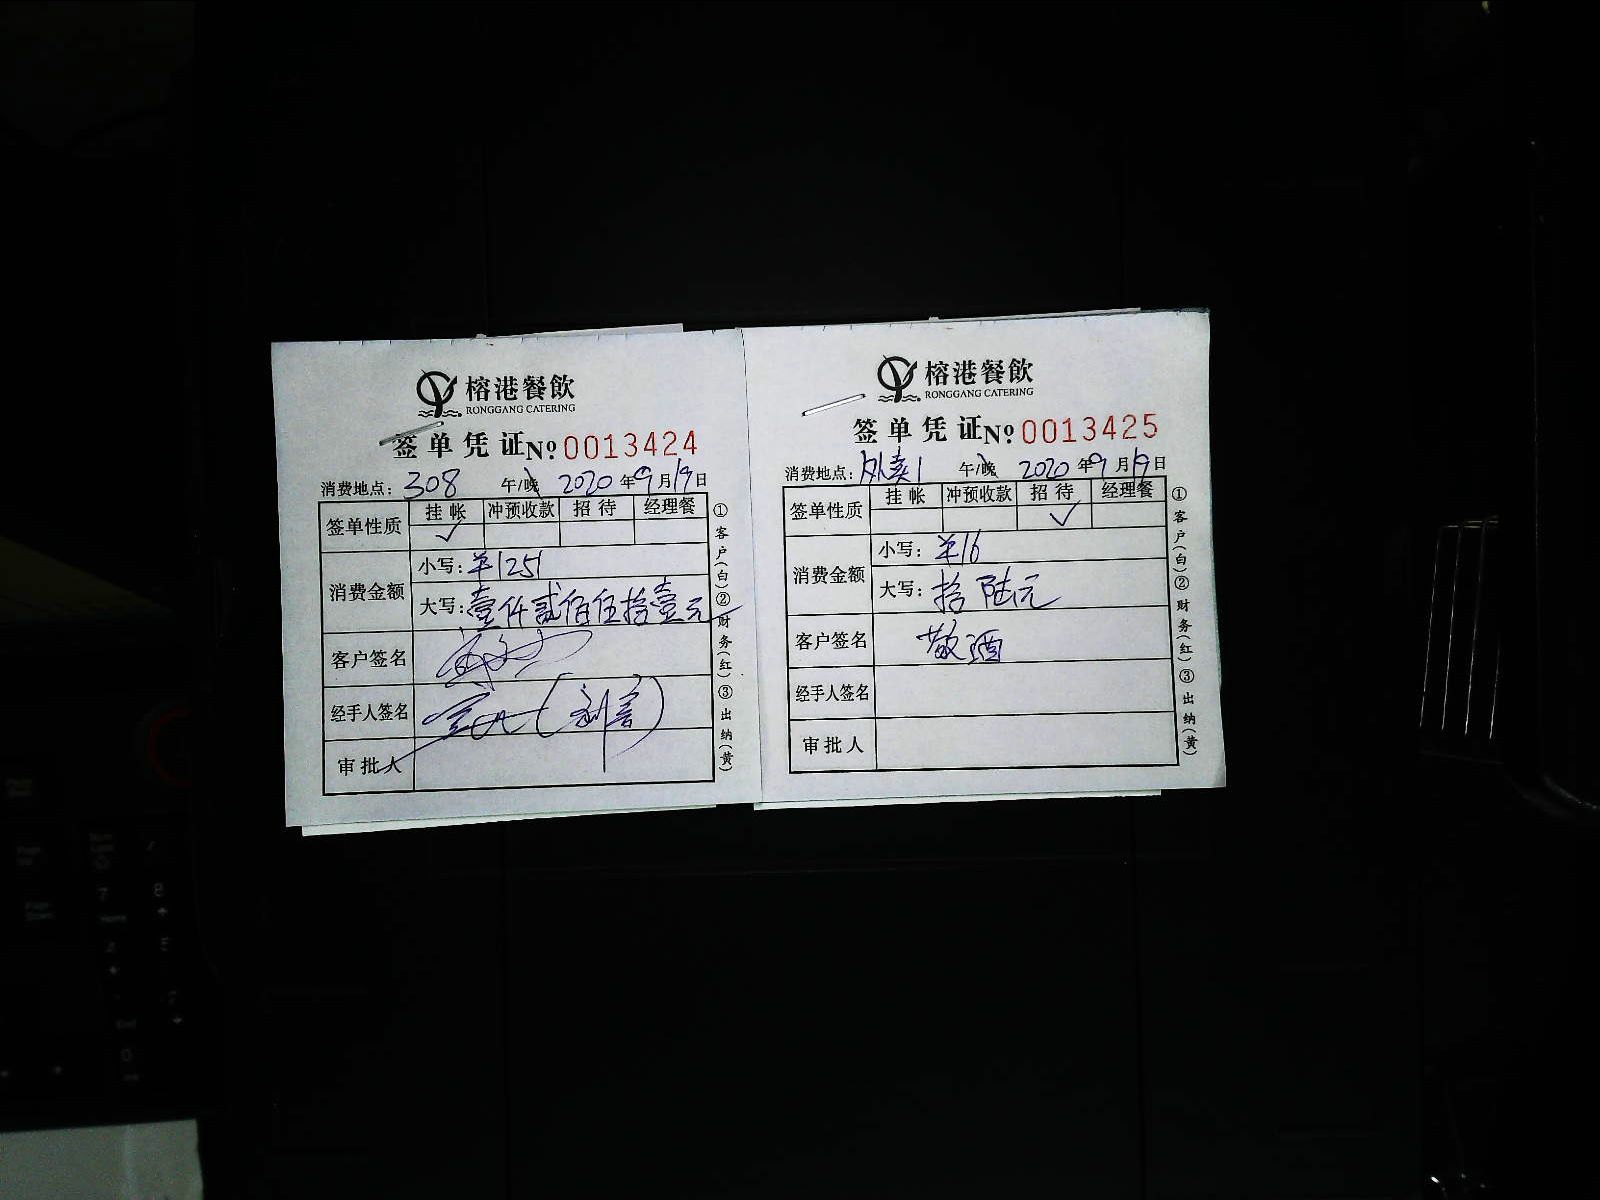 榕港餐飲
RONGGANG CATERING
签单凭证 No 0013424
消费地点: 308 午/晚 2020年9月19日
签单性质 挂帐 冲预收款 招待 经理餐
✓
消费金额
小写: ¥1251
大写: 壹仟贰佰伍拾壹元
客户签名
经手人签名
审批人
①客户(白)②财务(红)③出纳(黄)
榕港餐飲
RONGGANG CATERING
签单凭证 No 0013425
消费地点: 外卖1 午/晚 2020年9月19日
签单性质 挂帐 冲预收款 招待 经理餐
✓
消费金额
小写: ¥16
大写: 拾陆元
客户签名 敬酒
经手人签名
审批人
①客户(白)②财务(红)③出纳(黄)